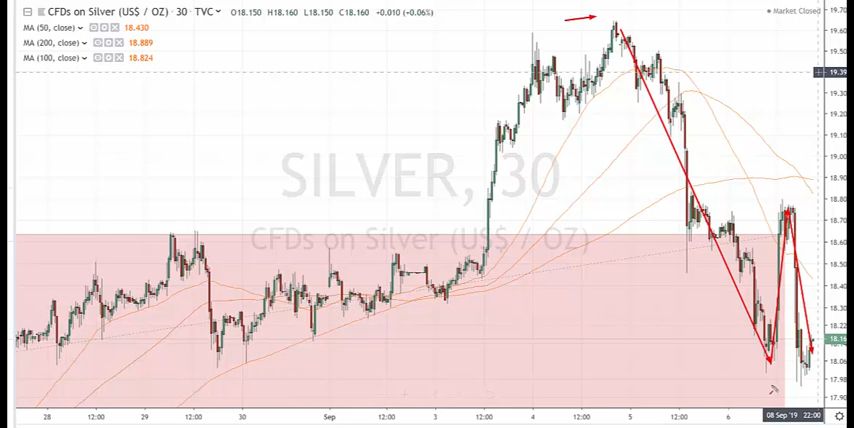 CFDs on Silver (US$ / OZ) · 30 · TVC O18.150 H18.160 L18.150 C18.160 -0.010 (+0.06%)
Market Closed
MA (50, close) 18.430
MA (200, close) 18.889
MA (100, close) 18.824
SILVER, 30
CFDs on Silver (US$ / OZ)
19.70
19.60
19.50
19.39
19.30
19.20
19.10
19.00
18.90
18.80
18.70
18.60
18.50
18.40
18.30
18.22
18.16
18.06
17.98
17.90
28 12:00 29 12:00 30 12:00 Sep 12:00 3 12:00 4 12:00 5 12:00 6 08 Sep '19 22:00